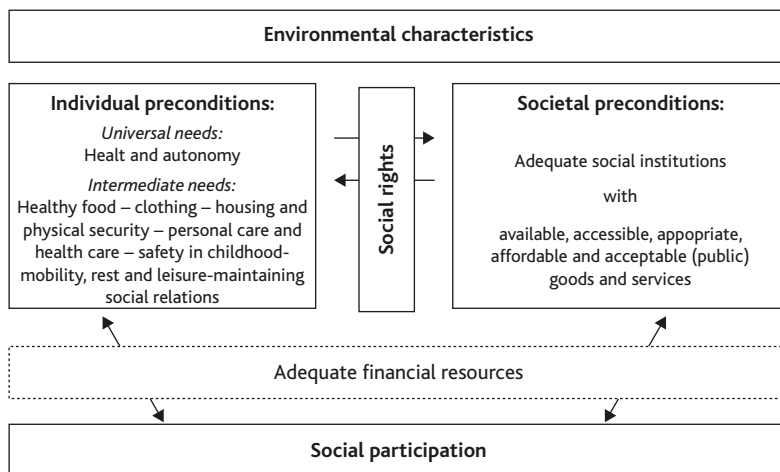 Environmental characteristics
Individual preconditions:
Universal needs:
Healt and autonomy
Intermediate needs:
Healthy food – clothing – housing and
physical security – personal care and
health care – safety in childhood-
mobility, rest and leisure-maintaining
social relations
Social rights
Societal preconditions:
Adequate social institutions
with
available, accessible, appopriate,
affordable and acceptable (public)
goods and services
Adequate financial resources
Social participation